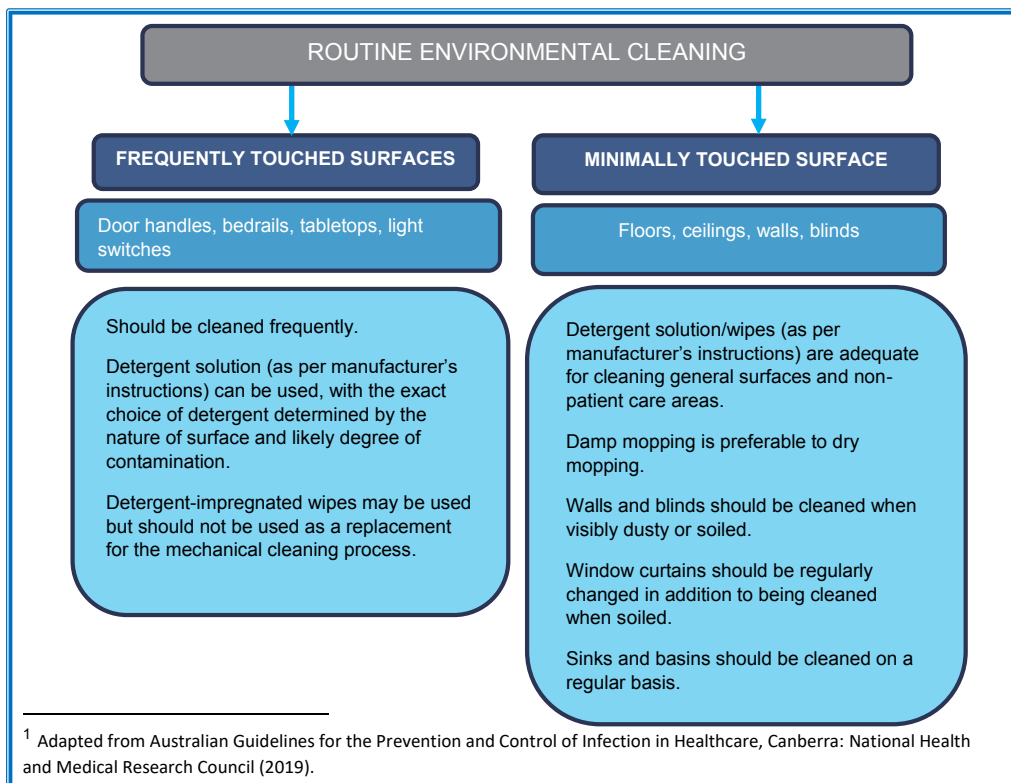 ROUTINE ENVIRONMENTAL CLEANING
FREQUENTLY TOUCHED SURFACES
Door handles, bedrails, tabletops, light
switches
Should be cleaned frequently.
Detergent solution (as per manufacturer’s
instructions) can be used, with the exact
choice of detergent determined by the
nature of surface and likely degree of
contamination.
Detergent-impregnated wipes may be used
but should not be used as a replacement
for the mechanical cleaning process.
MINIMALLY TOUCHED SURFACE
Floors, ceilings, walls, blinds
Detergent solution/wipes (as per
manufacturer’s instructions) are adequate
for cleaning general surfaces and non-
patient care areas.
Damp mopping is preferable to dry
mopping.
Walls and blinds should be cleaned when
visibly dusty or soiled.
Window curtains should be regularly
changed in addition to being cleaned
when soiled.
Sinks and basins should be cleaned on a
regular basis.
1 Adapted from Australian Guidelines for the Prevention and Control of Infection in Healthcare, Canberra: National Health
and Medical Research Council (2019).